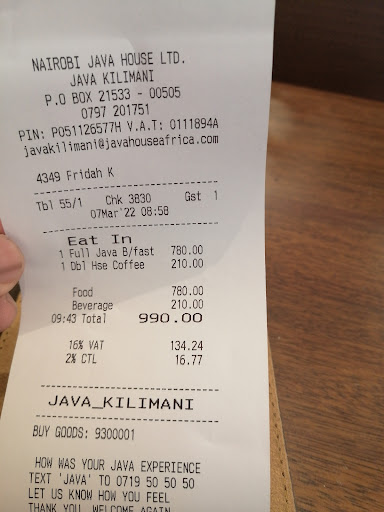 NAIROBI JAVA HOUSE LTD.
JAVA KILIMANI
P.O BOX 21533 - 00505
0797 201751
PIN: P051126577H V.A.T: 0111894A
javakilimani@javahouseafrica.com
4349 Fridah K
Tbl 55/1 Chk 3830 Gst 1
07Mar'22 08:58
Eat In
1 Full Java B/fast 780.00
1 Dbl Hse Coffee 210.00
Food 780.00
Beverage 210.00
09:43 Total 990.00
16% VAT 134.24
2% CTL 16.77
JAVA_KILIMANI
BUY GOODS: 9300001
HOW WAS YOUR JAVA EXPERIENCE
TEXT 'JAVA' TO 0719 50 50 50
LET US KNOW HOW YOU FEEL
THANK YOU, WELCOME AGAIN